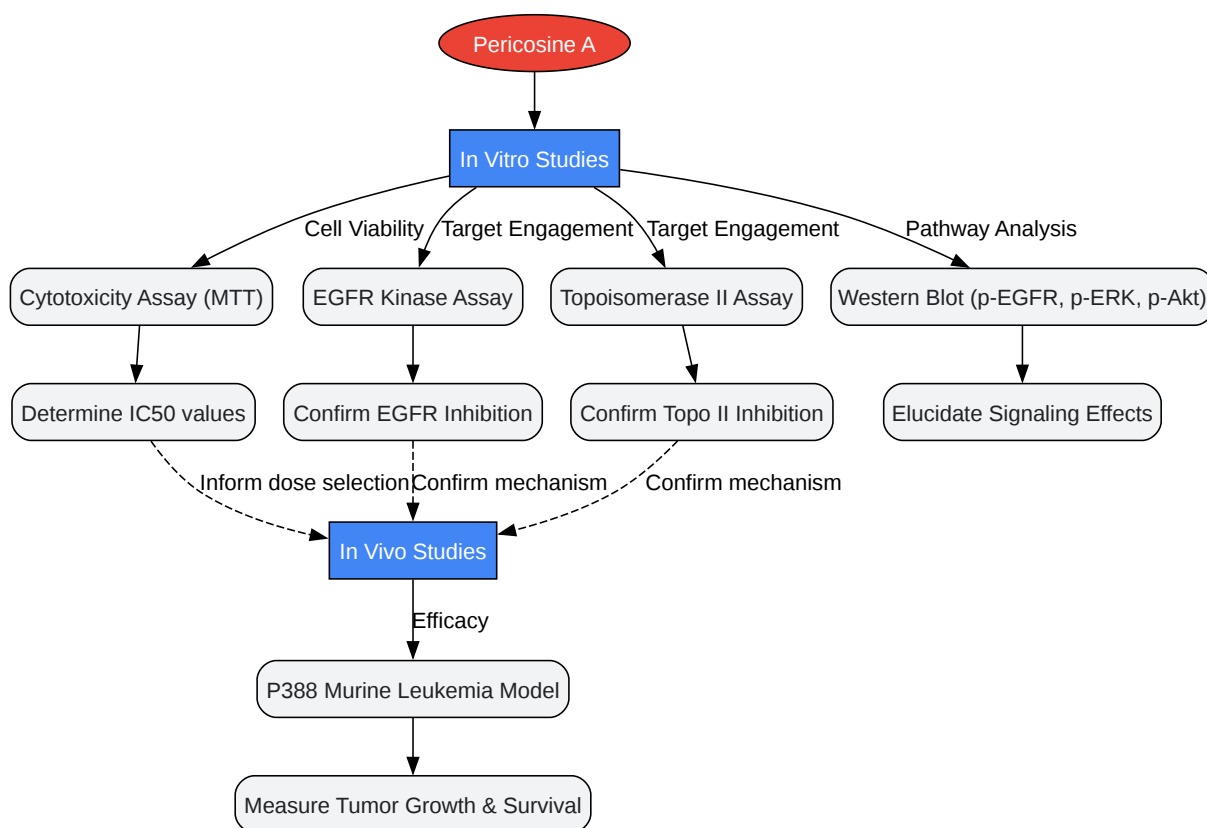 Pericosine A
In Vitro Studies
Cell Viability
Target Engagement
Target Engagement
Pathway Analysis
Cytotoxicity Assay (MTT)
EGFR Kinase Assay
Topoisomerase II Assay
Western Blot (p-EGFR, p-ERK, p-Akt)
Determine IC50 values
Confirm EGFR Inhibition
Confirm Topo II Inhibition
Elucidate Signaling Effects
Inform dose selection
Confirm mechanism
Confirm mechanism
In Vivo Studies
Efficacy
P388 Murine Leukemia Model
Measure Tumor Growth & Survival